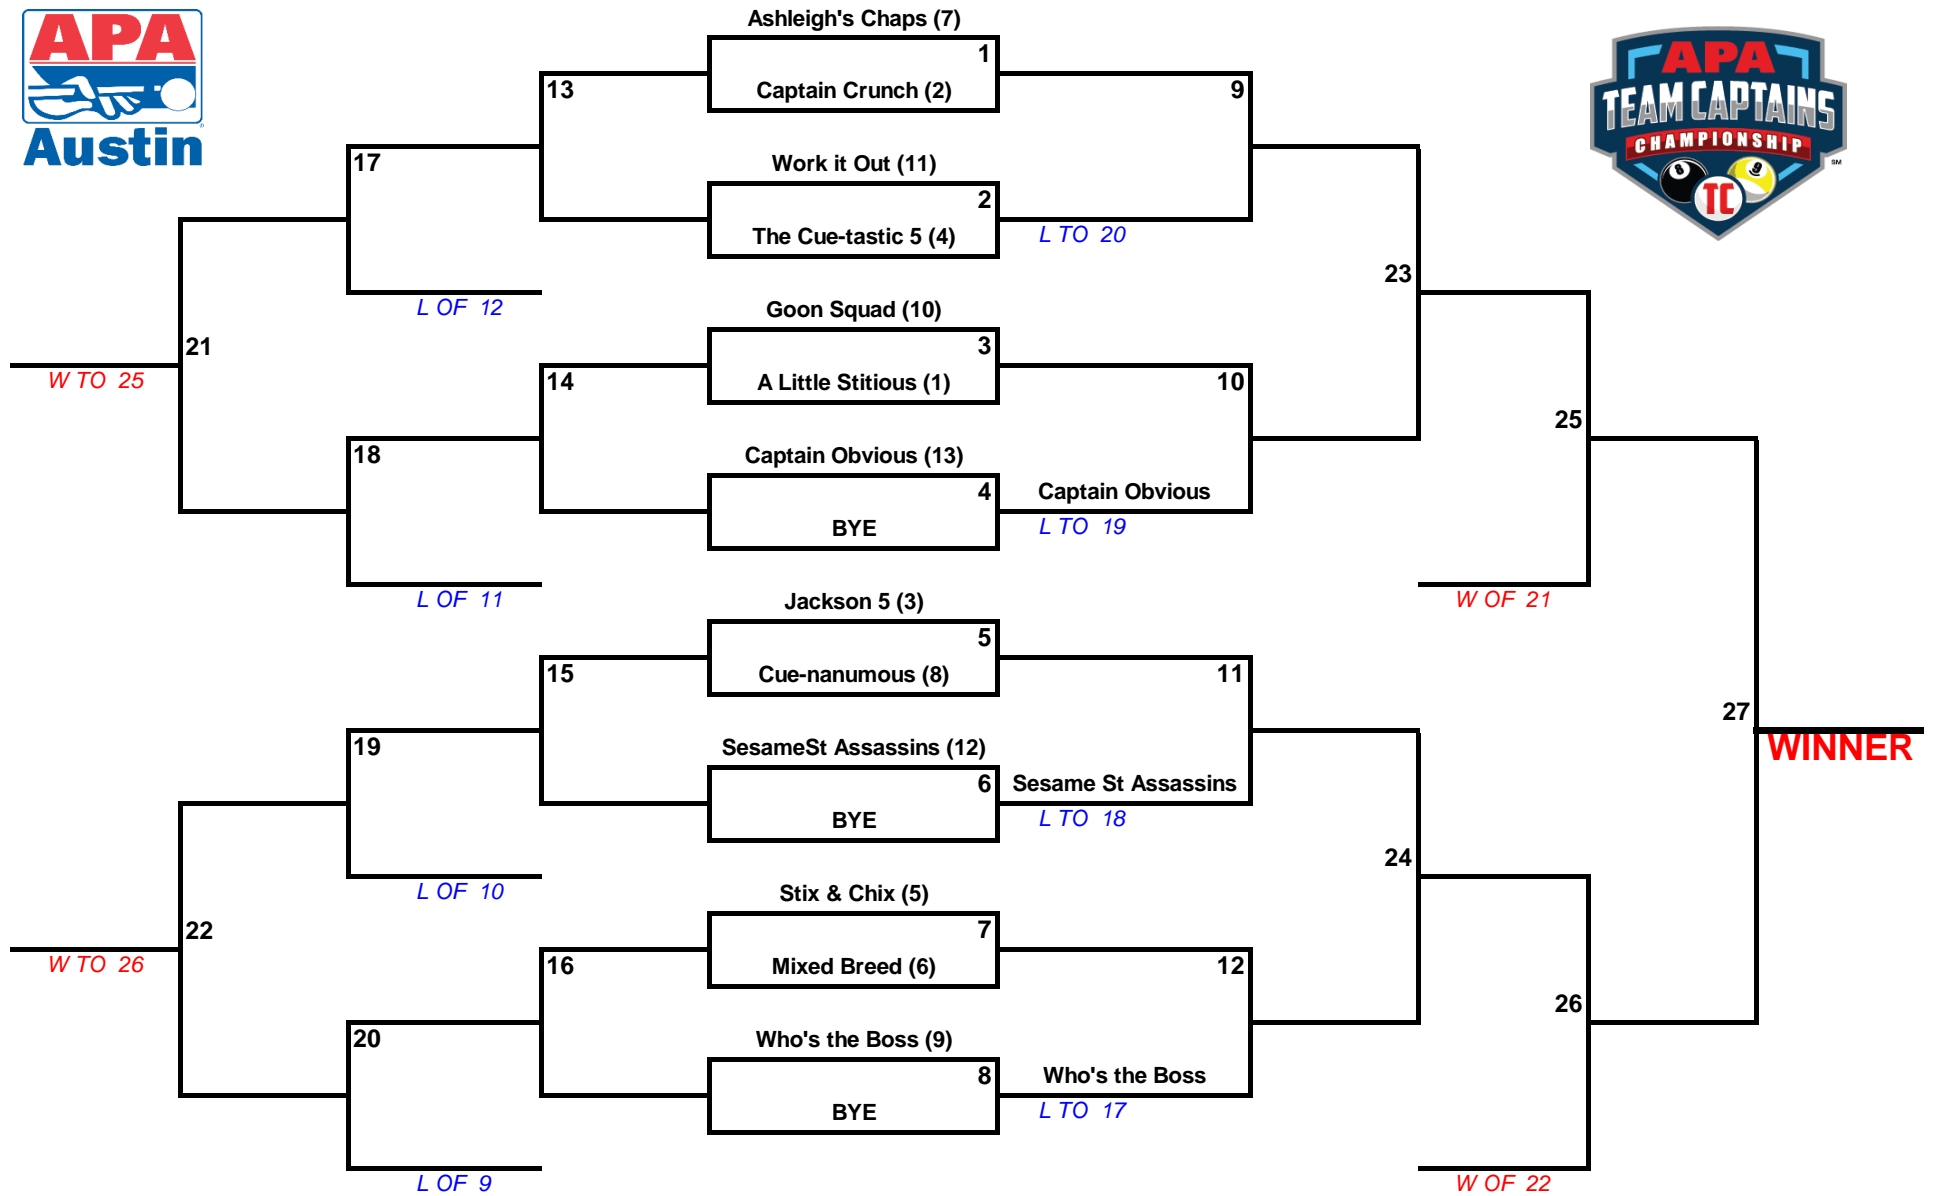 APA
Austin
APA
TEAM CAPTAINS
CHAMPIONSHIP
SM
8
9
TC
Ashleigh's Chaps (7)
1
Captain Crunch (2)
13
9
17
Work it Out (11)
2
The Cue-tastic 5 (4)
L TO 20
23
L OF 12
Goon Squad (10)
3
A Little Stitious (1)
21
W TO 25
14
10
25
18
Captain Obvious (13)
4
Captain Obvious
BYE
L TO 19
L OF 11
Jackson 5 (3)
W OF 21
5
Cue-nanumous (8)
15
11
27
WINNER
19
SesameSt Assassins (12)
6
Sesame St Assassins
BYE
L TO 18
24
L OF 10
Stix & Chix (5)
7
22
W TO 26
Mixed Breed (6)
16
12
26
20
Who's the Boss (9)
8
Who's the Boss
BYE
L TO 17
L OF 9
W OF 22